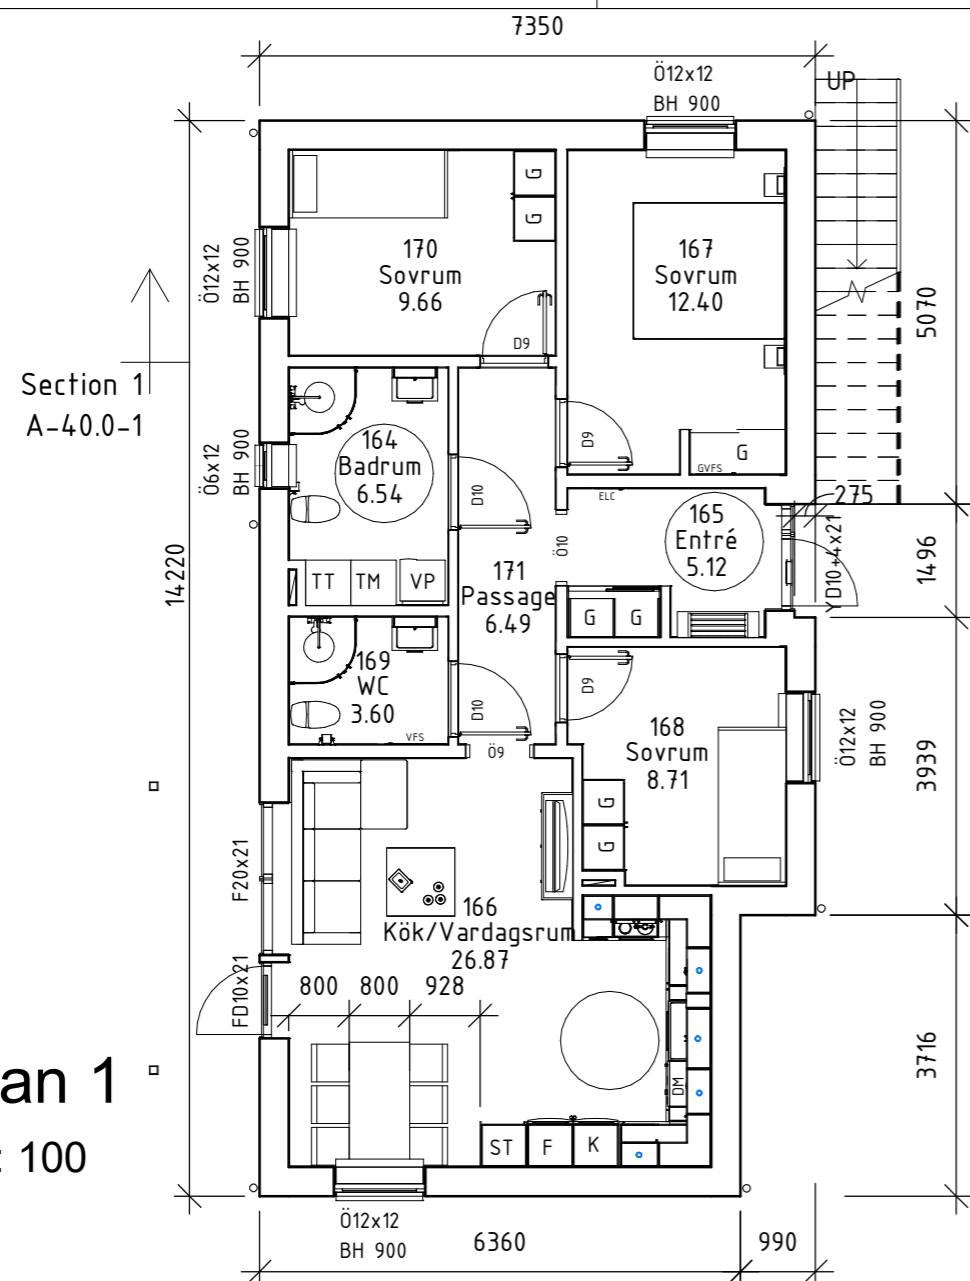 7350
UP
Ö12x12
BH 900
G
G
170
Sovrum
9.66
167
Sovrum
12.40
Ö12x12
BH 900
5070
D9
Section 1
A-40.0-1
164
Badrum
6.54
D9
G
GVFS
Ö6x12
BH 900
D10
ELC
275
165
Entré
5.12
YD10+4x21
1496
14220
Ö10
171
Passage
6.49
TT
TM
VP
G
G
169
WC
3.60
VFS
D10
D9
Ö9
168
Sovrum
8.71
Ö12x12
BH 900
3939
G
G
F20x21
166
Kök/Vardagsrum
26.87
FD10x21
800
800
928
3716
DM
an 1
: 100
ST
F
K
Ö12x12
BH 900
6360
990